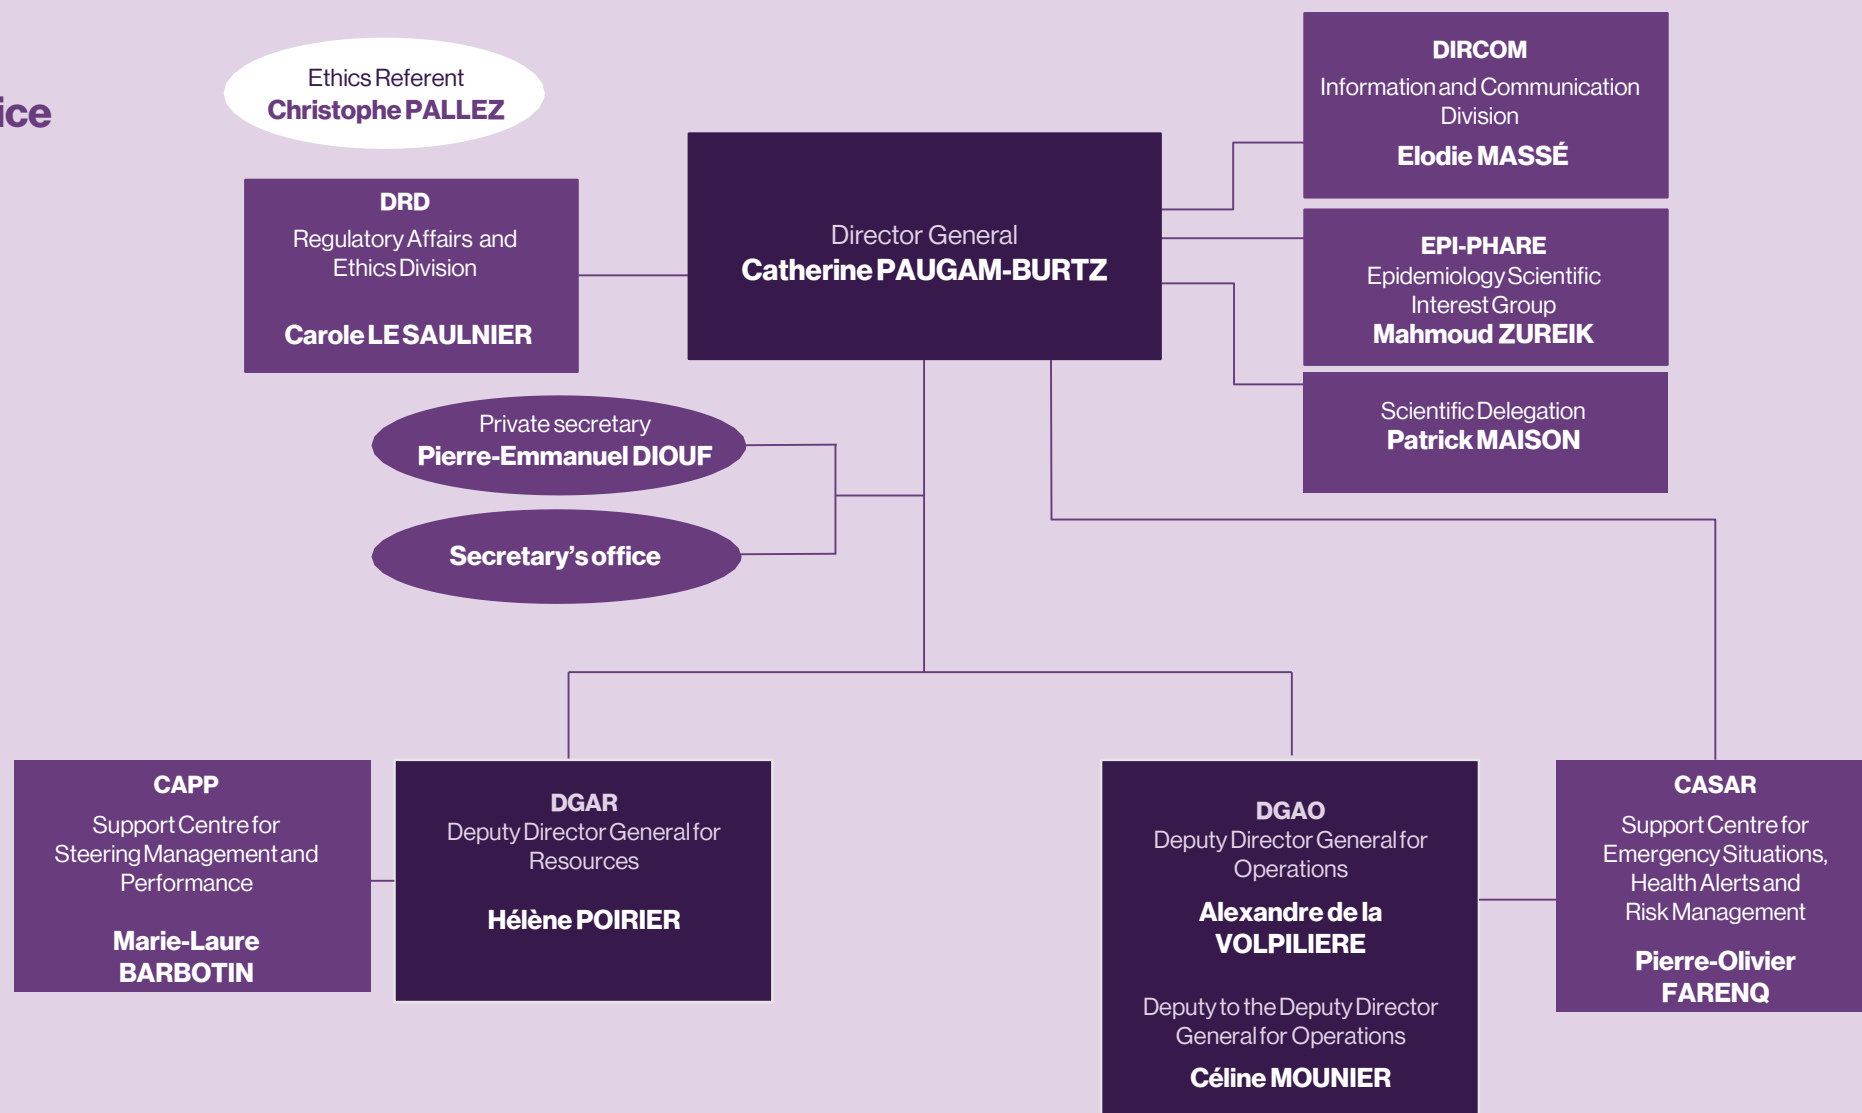 Ethics Referent
Christophe PALLEZ
DRD
Regulatory Affairs and
Ethics Division
Carole LE SAULNIER
Director General
Catherine PAUGAM-BURTZ
DIRCOM
Information and Communication
Division
Elodie MASSÉ
EPI-PHARE
Epidemiology Scientific
Interest Group
Mahmoud ZUREIK
Scientific Delegation
Patrick MAISON
Private secretary
Pierre-Emmanuel DIOUF
Secretary’s office
CAPP
Support Centre for
Steering Management and
Performance
Marie-Laure
BARBOTIN
DGAR
Deputy Director General for
Resources
Hélène POIRIER
DGAO
Deputy Director General for
Operations
Alexandre de la
VOLPILIERE
Deputy to the Deputy Director
General for Operations
Céline MOUNIER
CASAR
Support Centre for
Emergency Situations,
Health Alerts and
Risk Management
Pierre-Olivier
FARENQ